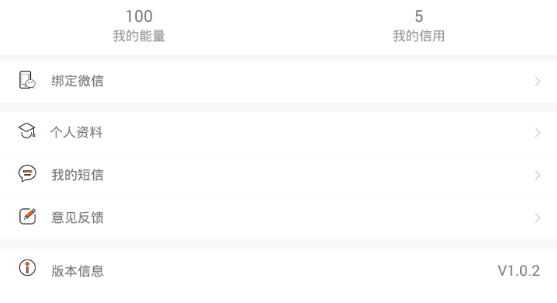 100 5
我的能量 我的信用
绑定微信
个人资料
我的短信
意见反馈
版本信息 V1.0.2